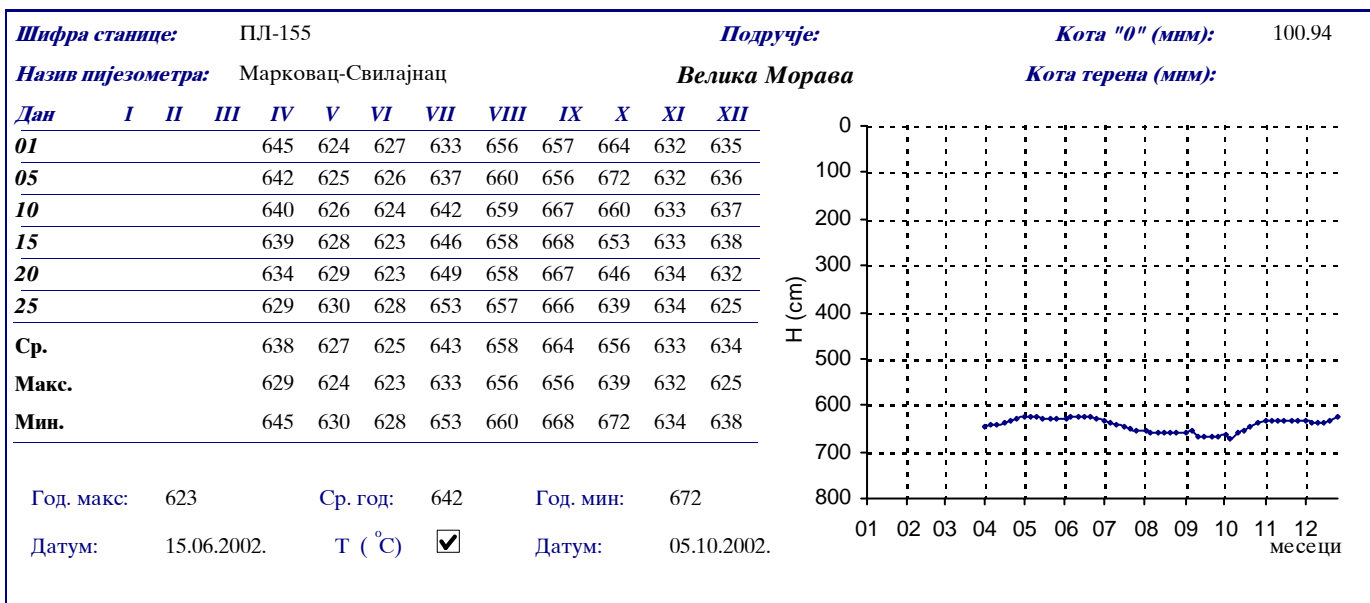 Шифра станице: ПЛ-155 Подручје: Кота "0" (мнм): 100.94
Назив пијезометра: Марковац-Свилајнац Велика Морава Кота терена (мнм):
Дан I II III IV V VI VII VIII IX X XI XII
01 645 624 627 633 656 657 664 632 635
05 642 625 626 637 660 656 672 632 636
10 640 626 624 642 659 667 660 633 637
15 639 628 623 646 658 668 653 633 638
20 634 629 623 649 658 667 646 634 632
25 629 630 628 653 657 666 639 634 625
Ср. 638 627 625 643 658 664 656 633 634
Макс. 629 624 623 633 656 656 639 632 625
Мин. 645 630 628 653 660 668 672 634 638
Год. макс: 623 Ср. год: 642 Год. мин: 672
Датум: 15.06.2002. Т ( °С) Датум: 05.10.2002.
0
100
200
300
400
500
600
700
800
H (cm)
01 02 03 04 05 06 07 08 09 10 11 12
месеци